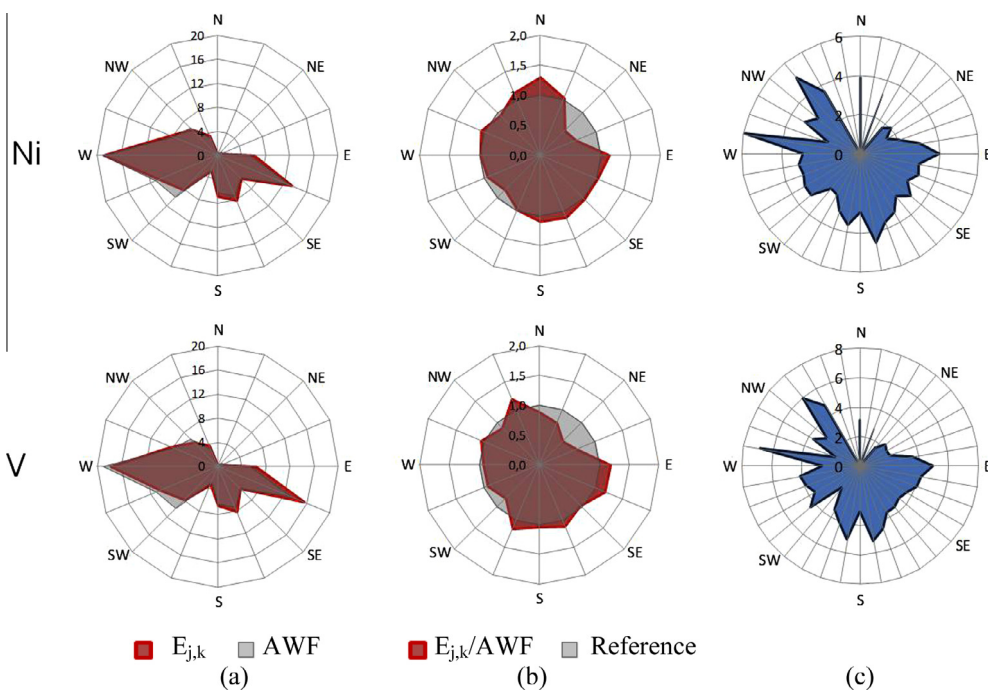 Ni
N
NE
E
SE
S
SW
W
NW
20
16
12
8
4
0
N
NE
E
SE
S
SW
W
NW
2,0
1,5
1,0
0,5
0,0
N
NE
E
SE
S
SW
W
NW
6
4
2
0
V
N
NE
E
SE
S
SW
W
NW
20
16
12
8
4
0
N
NE
E
SE
S
SW
W
NW
2,0
1,5
1,0
0,5
0,0
N
NE
E
SE
S
SW
W
NW
8
6
4
2
0
Ej,k AWF Ej,k/AWF Reference
(a) (b) (c)